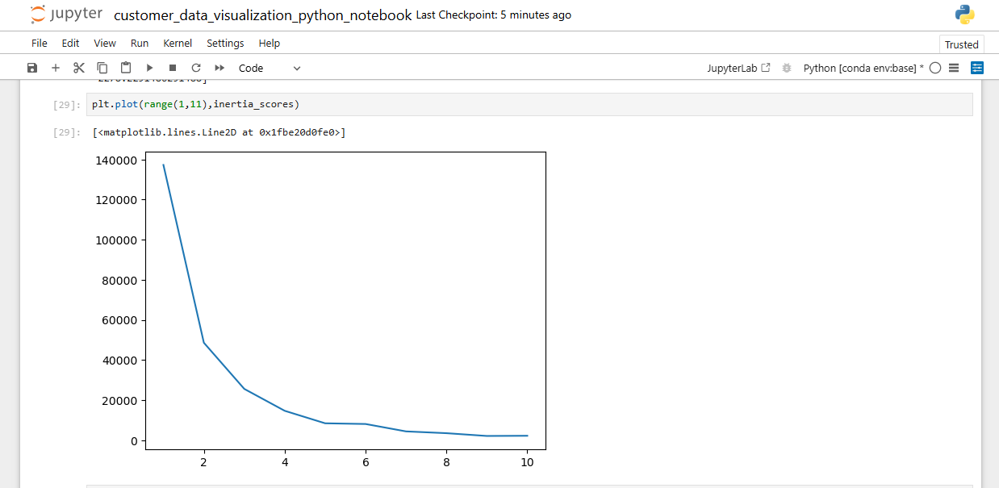 jupyter customer_data_visualization_python_notebook Last Checkpoint: 5 minutes ago
File Edit View Run Kernel Settings Help
Trusted
Code
JupyterLab
Python [conda env:base] *
[29]: plt.plot(range(1,11),inertia_scores)
[29]: [<matplotlib.lines.Line2D at 0x1fbe20d0fe0>]
140000
120000
100000
80000
60000
40000
20000
0
2 4 6 8 10